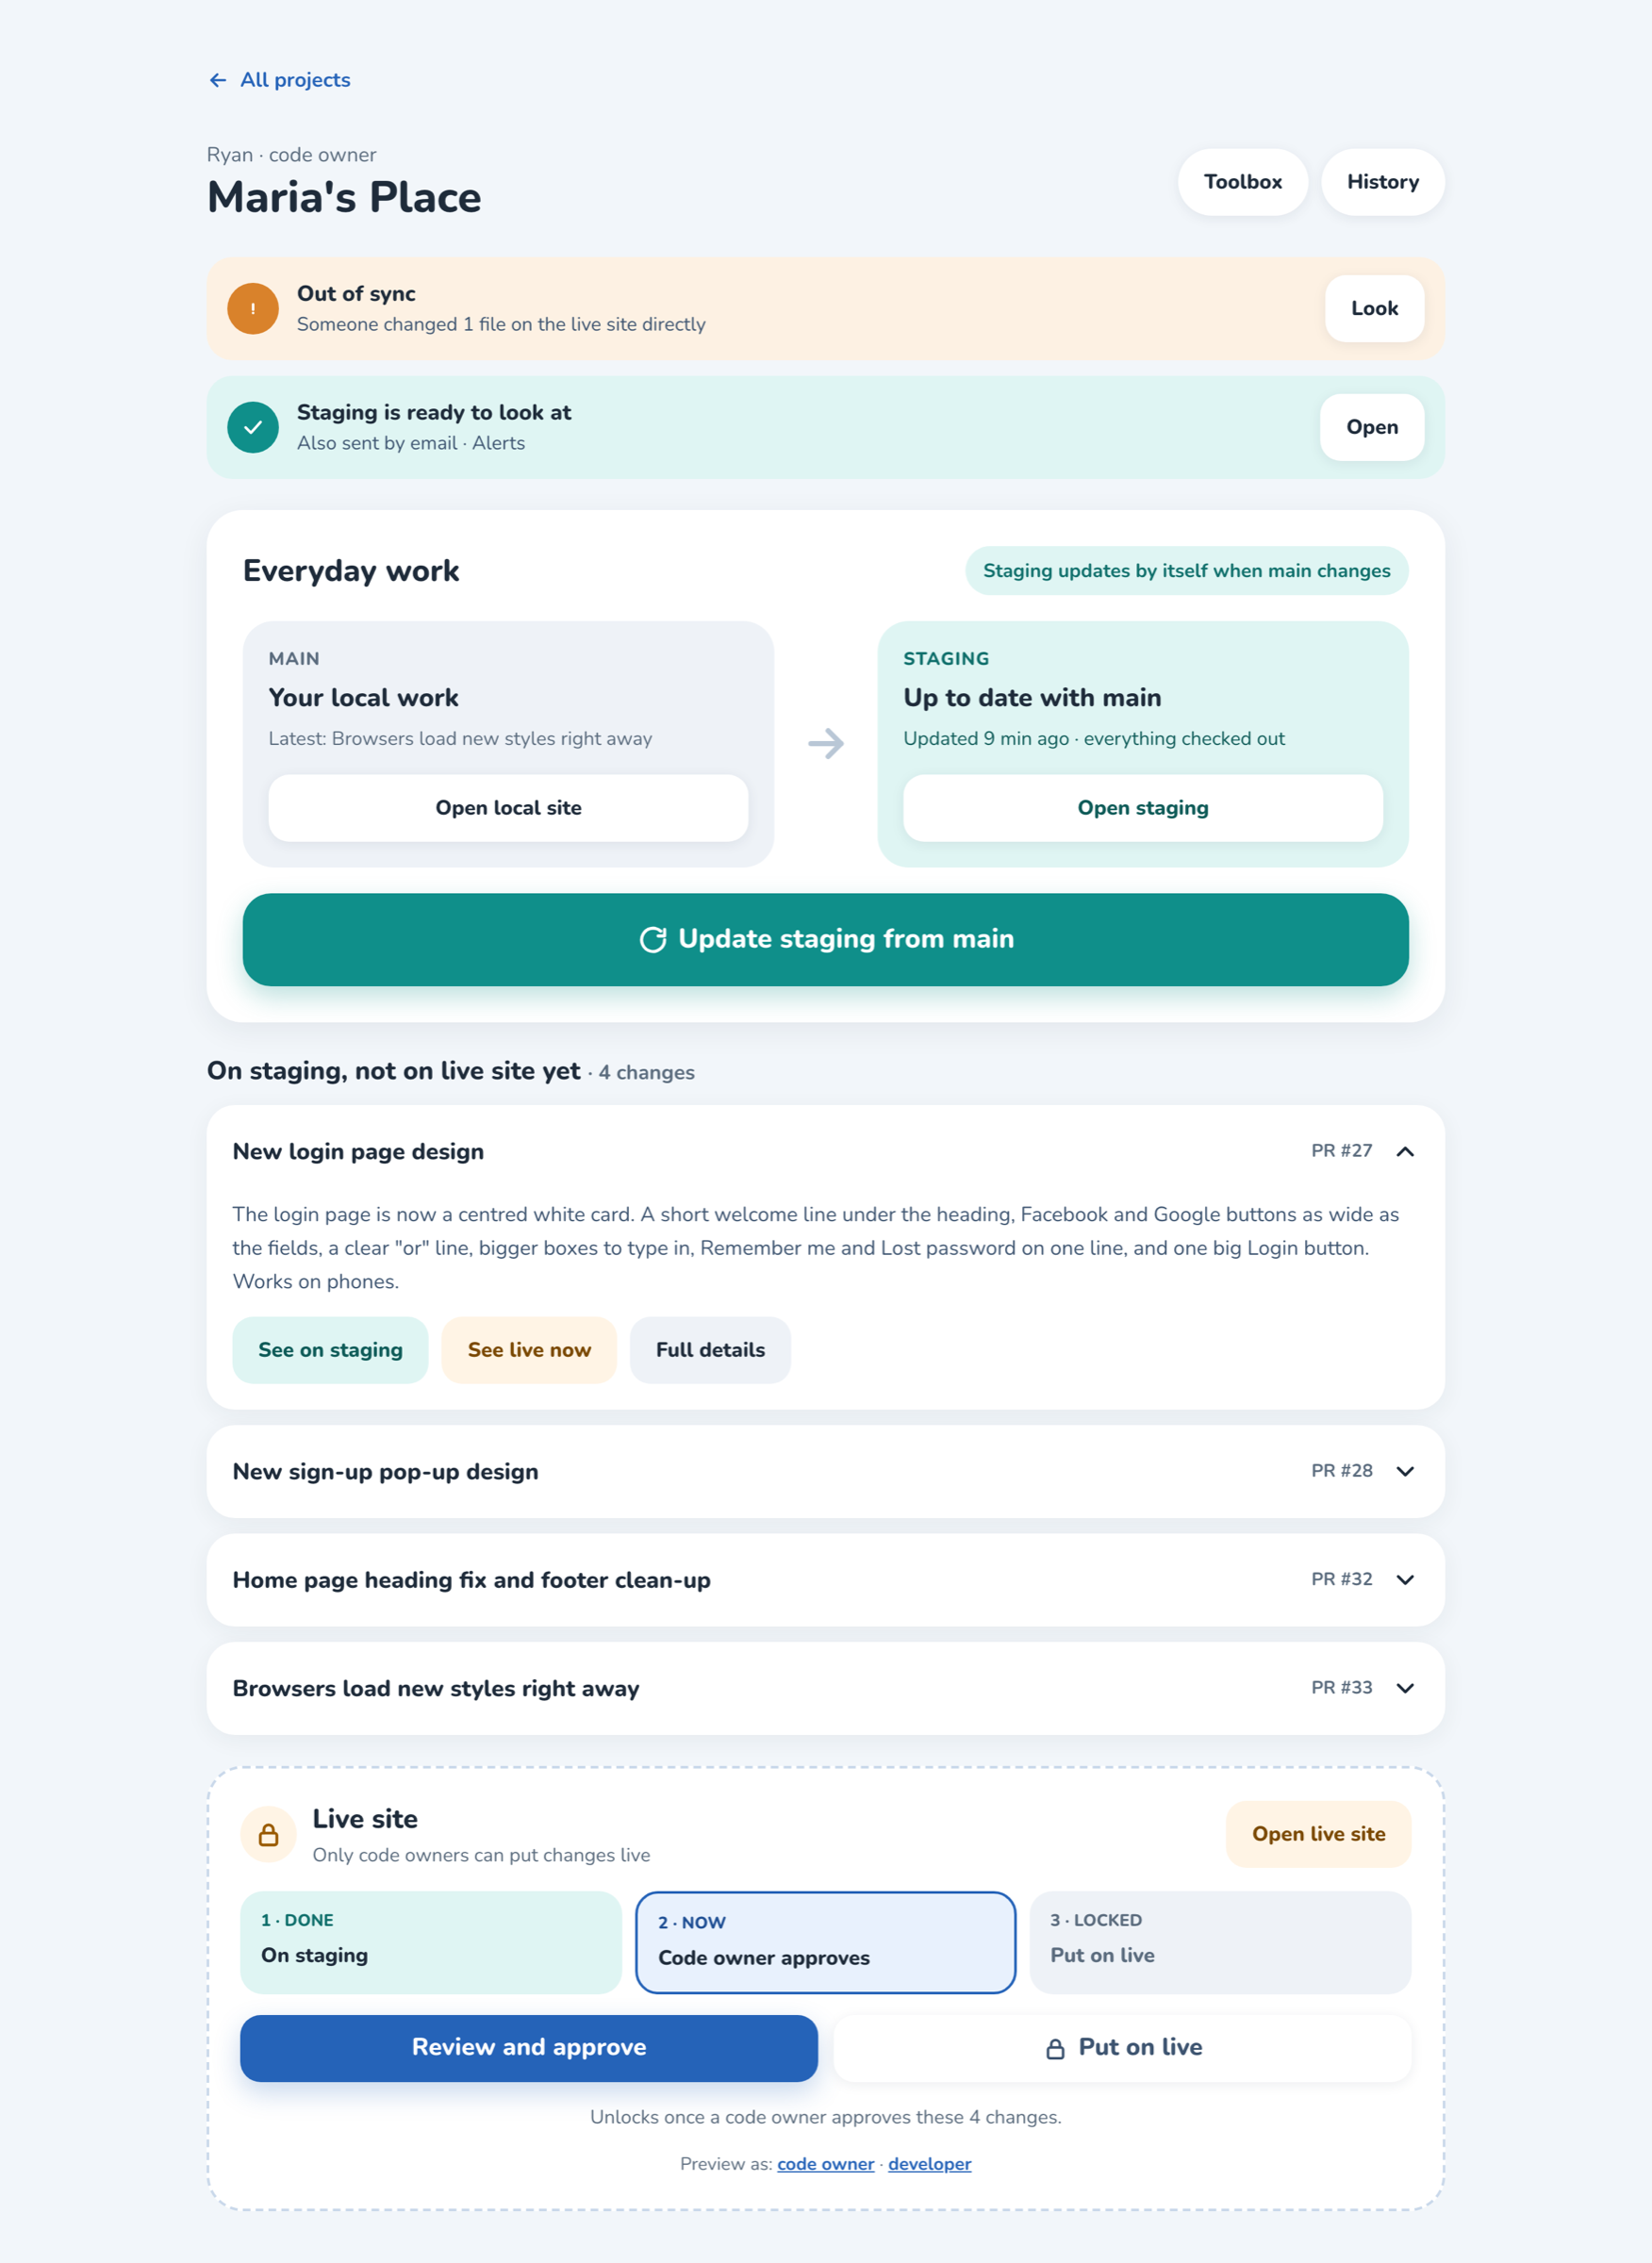 All projects
Ryan · code owner
Maria's Place
Toolbox
History
Out of sync
Someone changed 1 file on the live site directly
Look
Staging is ready to look at
Also sent by email · Alerts
Open
Everyday work
Staging updates by itself when main changes
MAIN
Your local work
Latest: Browsers load new styles right away
Open local site
STAGING
Up to date with main
Updated 9 min ago · everything checked out
Open staging
Update staging from main
On staging, not on live site yet · 4 changes
New login page design
PR #27
The login page is now a centred white card. A short welcome line under the heading, Facebook and Google buttons as wide as
the fields, a clear "or" line, bigger boxes to type in, Remember me and Lost password on one line, and one big Login button.
Works on phones.
See on staging
See live now
Full details
New sign-up pop-up design
PR #28
Home page heading fix and footer clean-up
PR #32
Browsers load new styles right away
PR #33
Live site
Only code owners can put changes live
Open live site
1 · DONE
On staging
2 · NOW
Code owner approves
3 · LOCKED
Put on live
Review and approve
Put on live
Unlocks once a code owner approves these 4 changes.
Preview as: code owner · developer